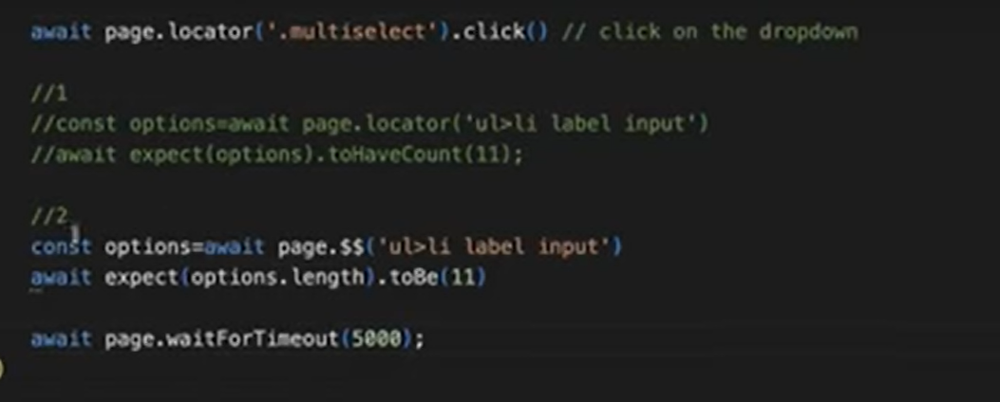 await page.locator('.multiselect').click() // click on the dropdown
//1
//const options=await page.locator('ul>li label input')
//await expect(options).toHaveCount(11);
//2
const options=await page.$$('ul>li label input')
await expect(options.length).toBe(11)
await page.waitForTimeout(5000);